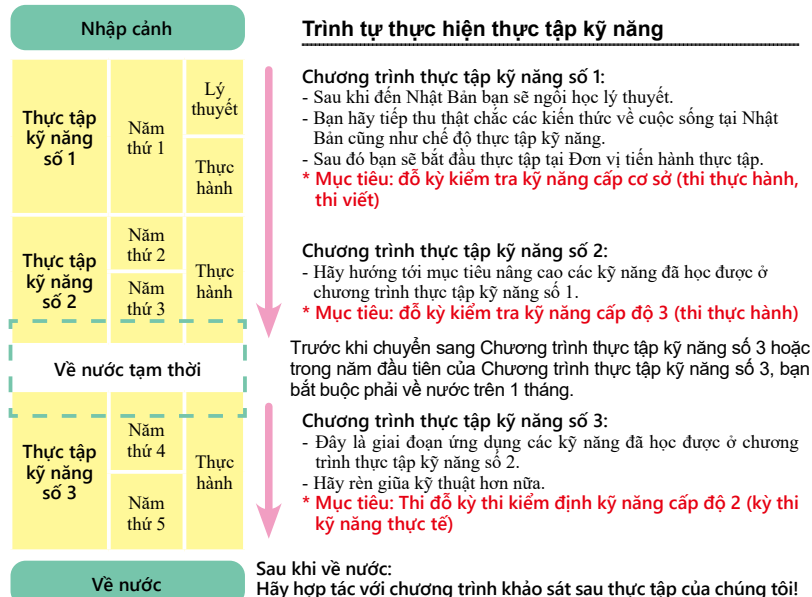 Nhập cảnh
Thực tập
kỹ năng
số 1
Năm
thứ 1
Lý
thuyết
Thực
hành
Thực tập
kỹ năng
số 2
Năm
thứ 2
Năm
thứ 3
Thực
hành
Về nước tạm thời
Thực tập
kỹ năng
số 3
Năm
thứ 4
Năm
thứ 5
Thực
hành
Về nước
Trình tự thực hiện thực tập kỹ năng
Chương trình thực tập kỹ năng số 1:
- Sau khi đến Nhật Bản bạn sẽ ngồi học lý thuyết.
- Bạn hãy tiếp thu thật chắc các kiến thức về cuộc sống tại Nhật
Bản cũng như chế độ thực tập kỹ năng.
- Sau đó bạn sẽ bắt đầu thực tập tại Đơn vị tiến hành thực tập.
* Mục tiêu: đỗ kỳ kiểm tra kỹ năng cấp cơ sở (thi thực hành,
thi viết)
Chương trình thực tập kỹ năng số 2:
- Hãy hướng tới mục tiêu nâng cao các kỹ năng đã học được ở
chương trình thực tập kỹ năng số 1.
* Mục tiêu: đỗ kỳ kiểm tra kỹ năng cấp độ 3 (thi thực hành)
Trước khi chuyển sang Chương trình thực tập kỹ năng số 3 hoặc
trong năm đầu tiên của Chương trình thực tập kỹ năng số 3, bạn
bắt buộc phải về nước trên 1 tháng.
Chương trình thực tập kỹ năng số 3:
- Đây là giai đoạn ứng dụng các kỹ năng đã học được ở chương
trình thực tập kỹ năng số 2.
- Hãy rèn giũa kỹ thuật hơn nữa.
* Mục tiêu: Thi đỗ kỳ thi kiểm định kỹ năng cấp độ 2 (kỳ thi
kỹ năng thực tế)
Sau khi về nước:
Hãy hợp tác với chương trình khảo sát sau thực tập của chúng tôi!